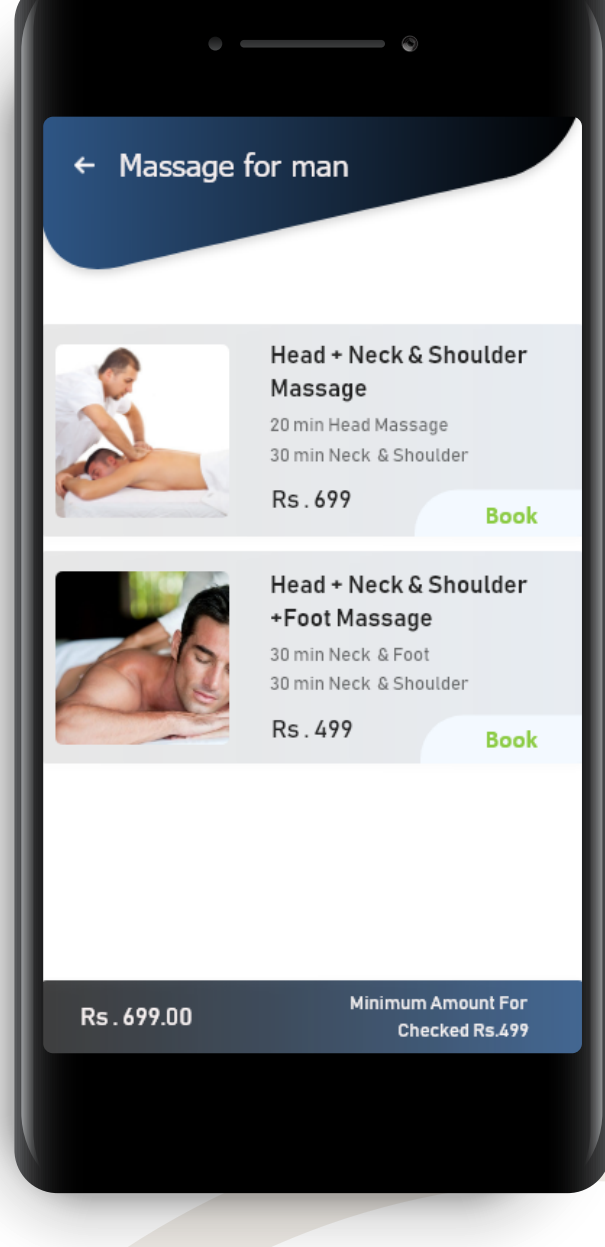 Massage for man
Head + Neck & Shoulder
Massage
20 min Head Massage
30 min Neck & Shoulder
Rs . 699
Book
Head + Neck & Shoulder
+Foot Massage
30 min Neck & Foot
30 min Neck & Shoulder
Rs . 499
Book
Rs . 699.00
Minimum Amount For
Checked Rs.499